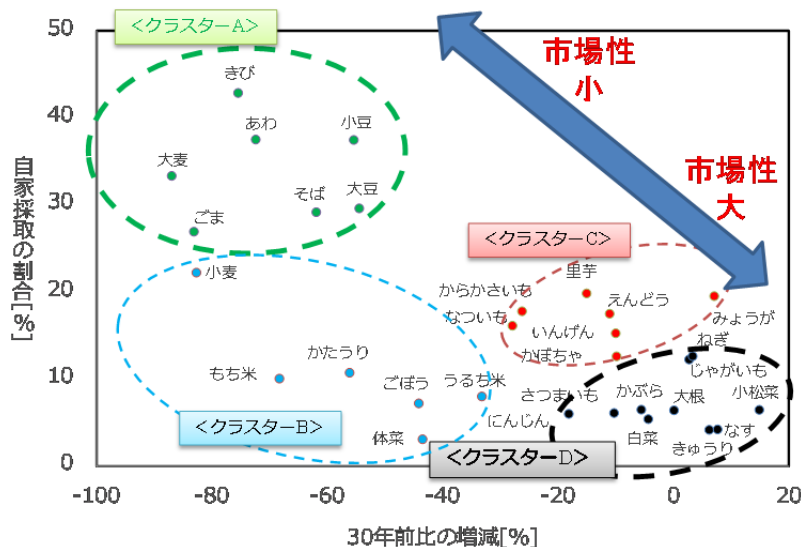 <クラスターA>
市場性
小
市場性
大
<クラスターC>
<クラスターB>
<クラスターD>
きび
あわ
小豆
大麦
そば
大豆
ごま
小麦
里芋
からかさいも
えんどう
なついも
いんげん
みょうが
かぼちゃ
ねぎ
じゃがいも
かたうり
もち米
ごぼう
うるち米
体菜
さつまいも
かぶら
大根
小松菜
にんじん
白菜
なす
きゅうり
50
40
30
20
10
0
-100
-80
-60
-40
-20
0
20
自家採取の割合[%]
30年前比の増減[%]